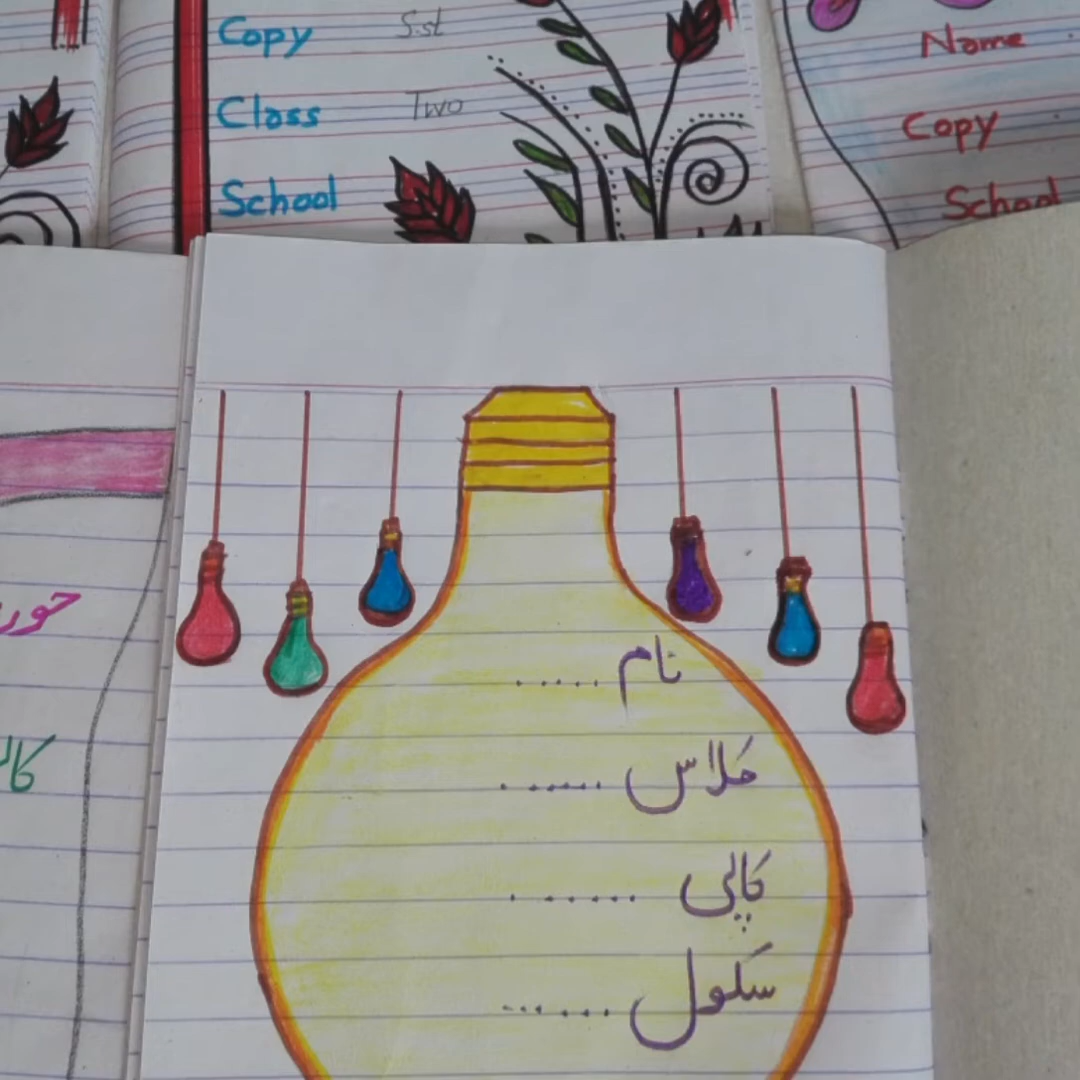 Copy S.st
Class Two
School
Name
Copy
School
نام .....
کلاس ......
کاپی ......
سکول ......